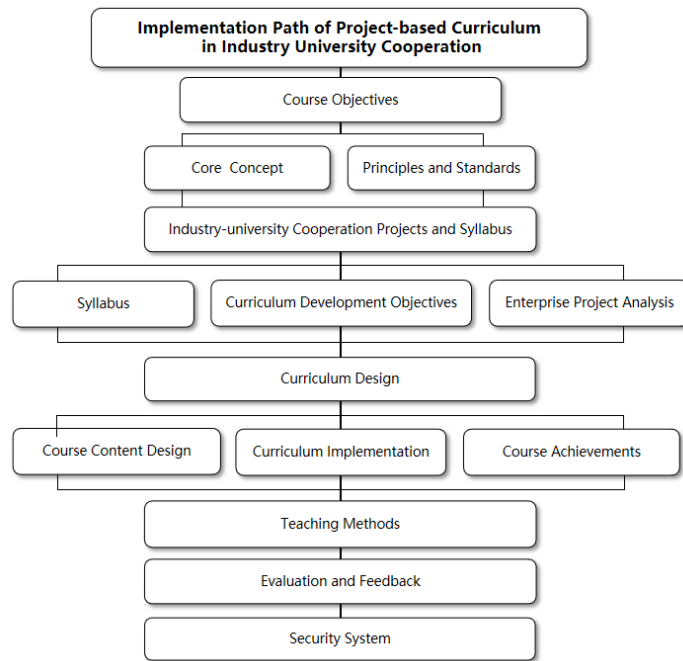 Implementation Path of Project-based Curriculum
in Industry University Cooperation
Course Objectives
Core Concept
Principles and Standards
Industry-university Cooperation Projects and Syllabus
Syllabus
Curriculum Development Objectives
Enterprise Project Analysis
Curriculum Design
Course Content Design
Curriculum Implementation
Course Achievements
Teaching Methods
Evaluation and Feedback
Security System